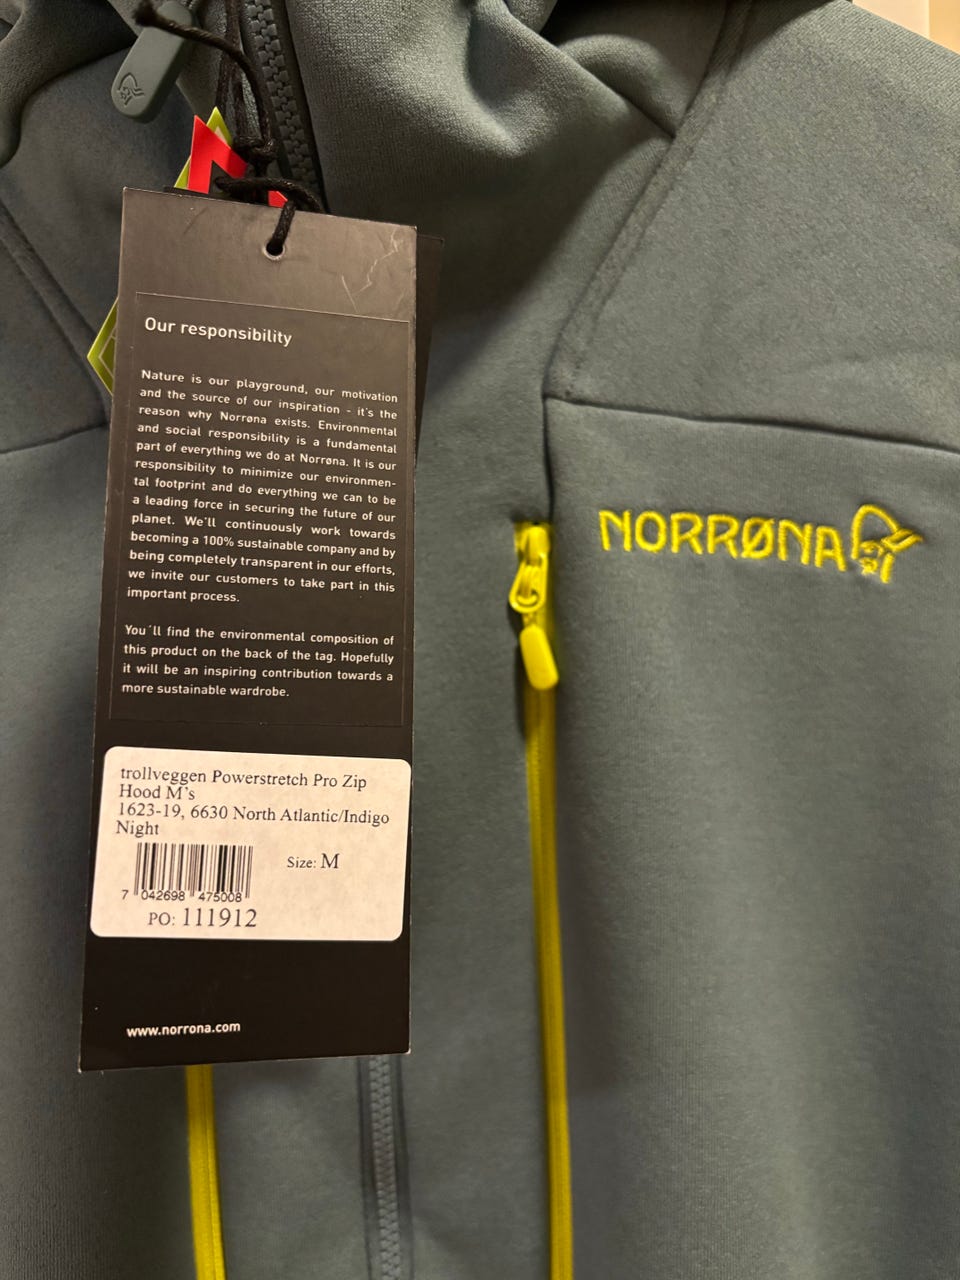 Our responsibility
Nature is our playground, our motivation
and the source of our inspiration - it's the
reason why Norrøna exists. Environmental
and social responsibility is a fundamental
part of everything we do at Norrøna. It is our
responsibility to minimize our environmen-
tal footprint and do everything we can to be
a leading force in securing the future of our
planet. We'll continuously work towards
becoming a 100% sustainable company and by
being completely transparent in our efforts,
we invite our customers to take part in this
important process.
You´ll find the environmental composition of
this product on the back of the tag. Hopefully
it will be an inspiring contribution towards a
more sustainable wardrobe.
trollveggen Powerstretch Pro Zip
Hood M's
1623-19, 6630 North Atlantic/Indigo
Night
Size: M
7 042698 475008
PO: 111912
www.norrona.com
NORRØNA